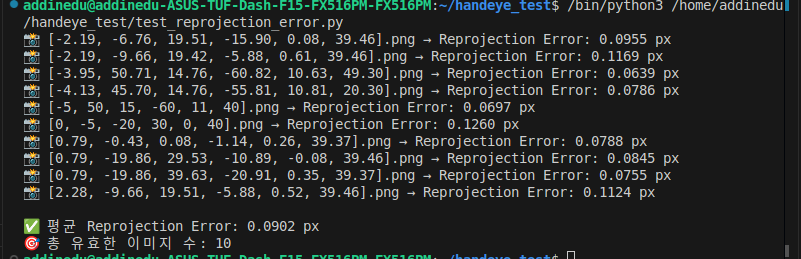 addinedu@addinedu-ASUS-TUF-Dash-F15-FX516PM-FX516PM:~/handeye_test$ /bin/python3 /home/addinedu
/handeye_test/test_reprojection_error.py
📸 [-2.19, -6.76, 19.51, -15.90, 0.08, 39.46].png → Reprojection Error: 0.0955 px
📸 [-2.19, -9.66, 19.42, -5.88, 0.61, 39.46].png → Reprojection Error: 0.1169 px
📸 [-3.95, 50.71, 14.76, -60.82, 10.63, 49.30].png → Reprojection Error: 0.0639 px
📸 [-4.13, 45.70, 14.76, -55.81, 10.81, 20.30].png → Reprojection Error: 0.0786 px
📸 [-5, 50, 15, -60, 11, 40].png → Reprojection Error: 0.0697 px
📸 [0, -5, -20, 30, 0, 40].png → Reprojection Error: 0.1260 px
📸 [0.79, -0.43, 0.08, -1.14, 0.26, 39.37].png → Reprojection Error: 0.0788 px
📸 [0.79, -19.86, 29.53, -10.89, -0.08, 39.46].png → Reprojection Error: 0.0845 px
📸 [0.79, -19.86, 39.63, -20.91, 0.35, 39.37].png → Reprojection Error: 0.0755 px
📸 [2.28, -9.66, 19.51, -5.88, 0.52, 39.46].png → Reprojection Error: 0.1124 px
✅ 평균 Reprojection Error: 0.0902 px
🎯 총 유효한 이미지 수: 10
addinedu@addinedu-ASUS-TUF-Dash-F15-FX516PM-FX516PM:~/handeye_test$